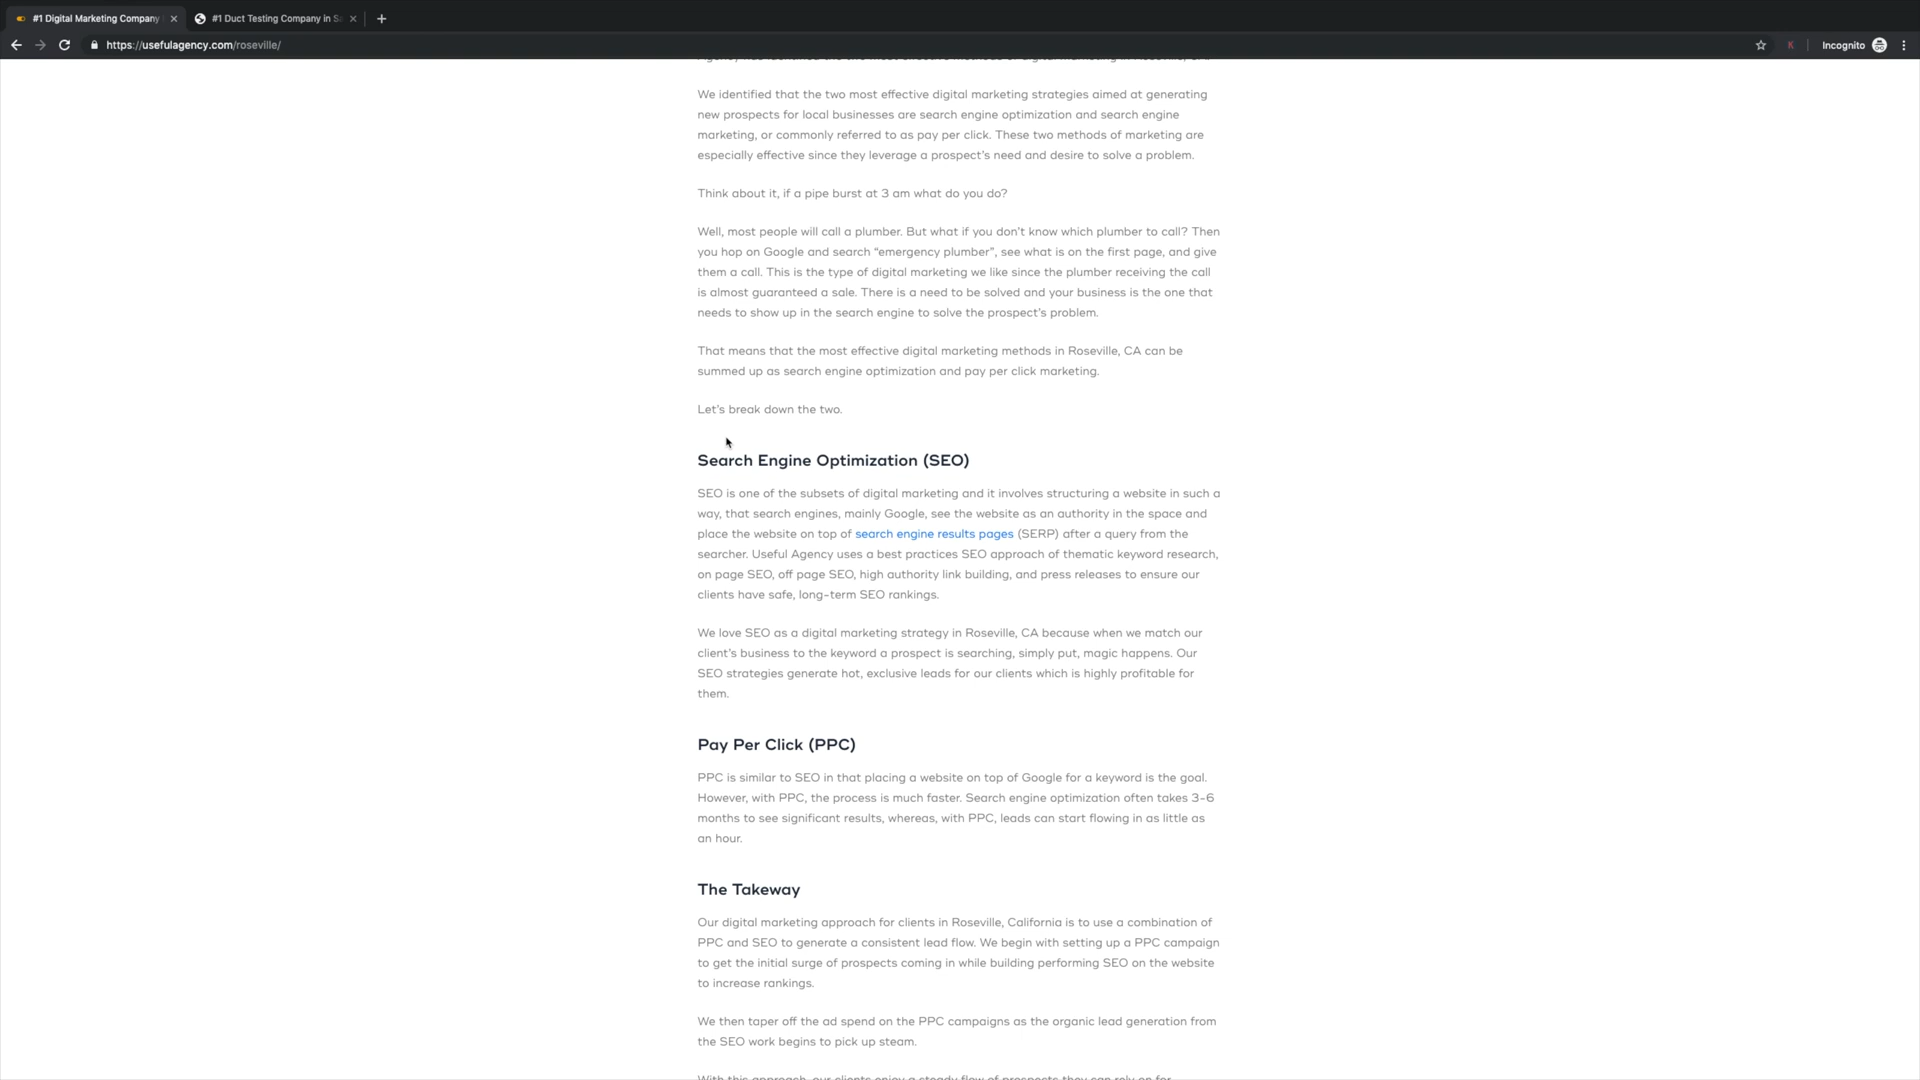 #1 Digital Marketing Company
#1 Duct Testing Company in Sa
https://usefulagency.com/roseville/
Incognito
We identified that the two most effective digital marketing strategies aimed at generating
new prospects for local businesses are search engine optimization and search engine
marketing, or commonly referred to as pay per click. These two methods of marketing are
especially effective since they leverage a prospect's need and desire to solve a problem.
Think about it, if a pipe burst at 3 am what do you do?
Well, most people will call a plumber. But what if you don't know which plumber to call? Then
you hop on Google and search “emergency plumber”, see what is on the first page, and give
them a call. This is the type of digital marketing we like since the plumber receiving the call
is almost guaranteed a sale. There is a need to be solved and your business is the one that
needs to show up in the search engine to solve the prospect's problem.
That means that the most effective digital marketing methods in Roseville, CA can be
summed up as search engine optimization and pay per click marketing.
Let's break down the two.
Search Engine Optimization (SEO)
SEO is one of the subsets of digital marketing and it involves structuring a website in such a
way, that search engines, mainly Google, see the website as an authority in the space and
place the website on top of search engine results pages (SERP) after a query from the
searcher. Useful Agency uses a best practices SEO approach of thematic keyword research,
on page SEO, off page SEO, high authority link building, and press releases to ensure our
clients have safe, long-term SEO rankings.
We love SEO as a digital marketing strategy in Roseville, CA because when we match our
client's business to the keyword a prospect is searching, simply put, magic happens. Our
SEO strategies generate hot, exclusive leads for our clients which is highly profitable for
them.
Pay Per Click (PPC)
PPC is similar to SEO in that placing a website on top of Google for a keyword is the goal.
However, with PPC, the process is much faster. Search engine optimization often takes 3-6
months to see significant results, whereas, with PPC, leads can start flowing in as little as
an hour.
The Takeway
Our digital marketing approach for clients in Roseville, California is to use a combination of
PPC and SEO to generate a consistent lead flow. We begin with setting up a PPC campaign
to get the initial surge of prospects coming in while building performing SEO on the website
to increase rankings.
We then taper off the ad spend on the PPC campaigns as the organic lead generation from
the SEO work begins to pick up steam.
With this approach, our clients enjoy a steady flow of prospects they can rely on for